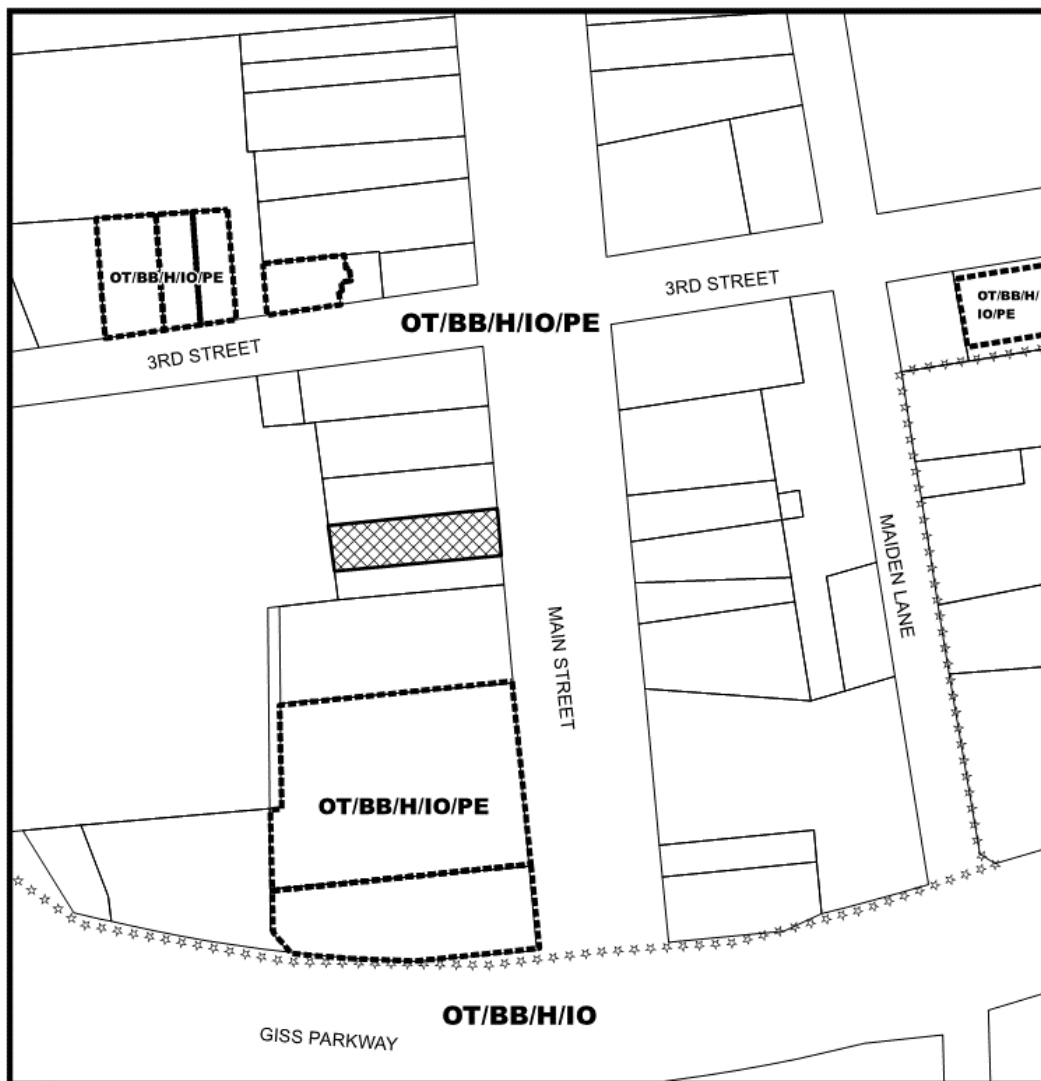 OT/BB/H/IO/PE
3RD STREET
OT/BB/H/
IO/PE
OT/BB/H/IO/PE
3RD STREET
MAIDEN LANE
MAIN STREET
OT/BB/H/IO/PE
OT/BB/H/IO
GISS PARKWAY